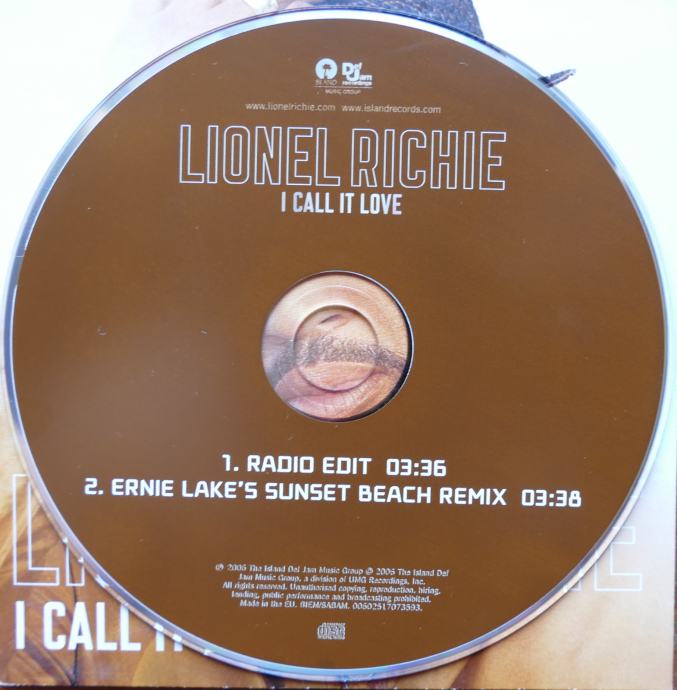 ISLAND Def Jam recordings
MUSIC GROUP
www.lionelrichie.com www.islandrecords.com
LIONEL RICHIE
I CALL IT LOVE
1. RADIO EDIT 03:36
2. ERNIE LAKE'S SUNSET BEACH REMIX 03:38
℗ 2006 The Island Def Jam Music Group © 2006 The Island Def
Jam Music Group, a division of UMG Recordings, Inc.
All rights reserved. Unauthorised copying, reproduction, hiring,
lending, public performance and broadcasting prohibited.
Made in the EU. BIEM/SABAM. 00602517073593.
I CALL IT